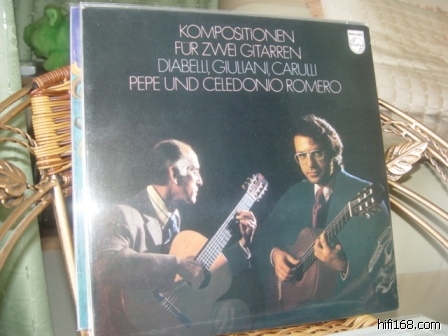 KOMPOSITIONEN
FÜR ZWEI GITARREN
DIABELLI, GIULIANI, CARULLI
PEPE UND CELEDONIO ROMERO
PHILIPS
hifi168.com